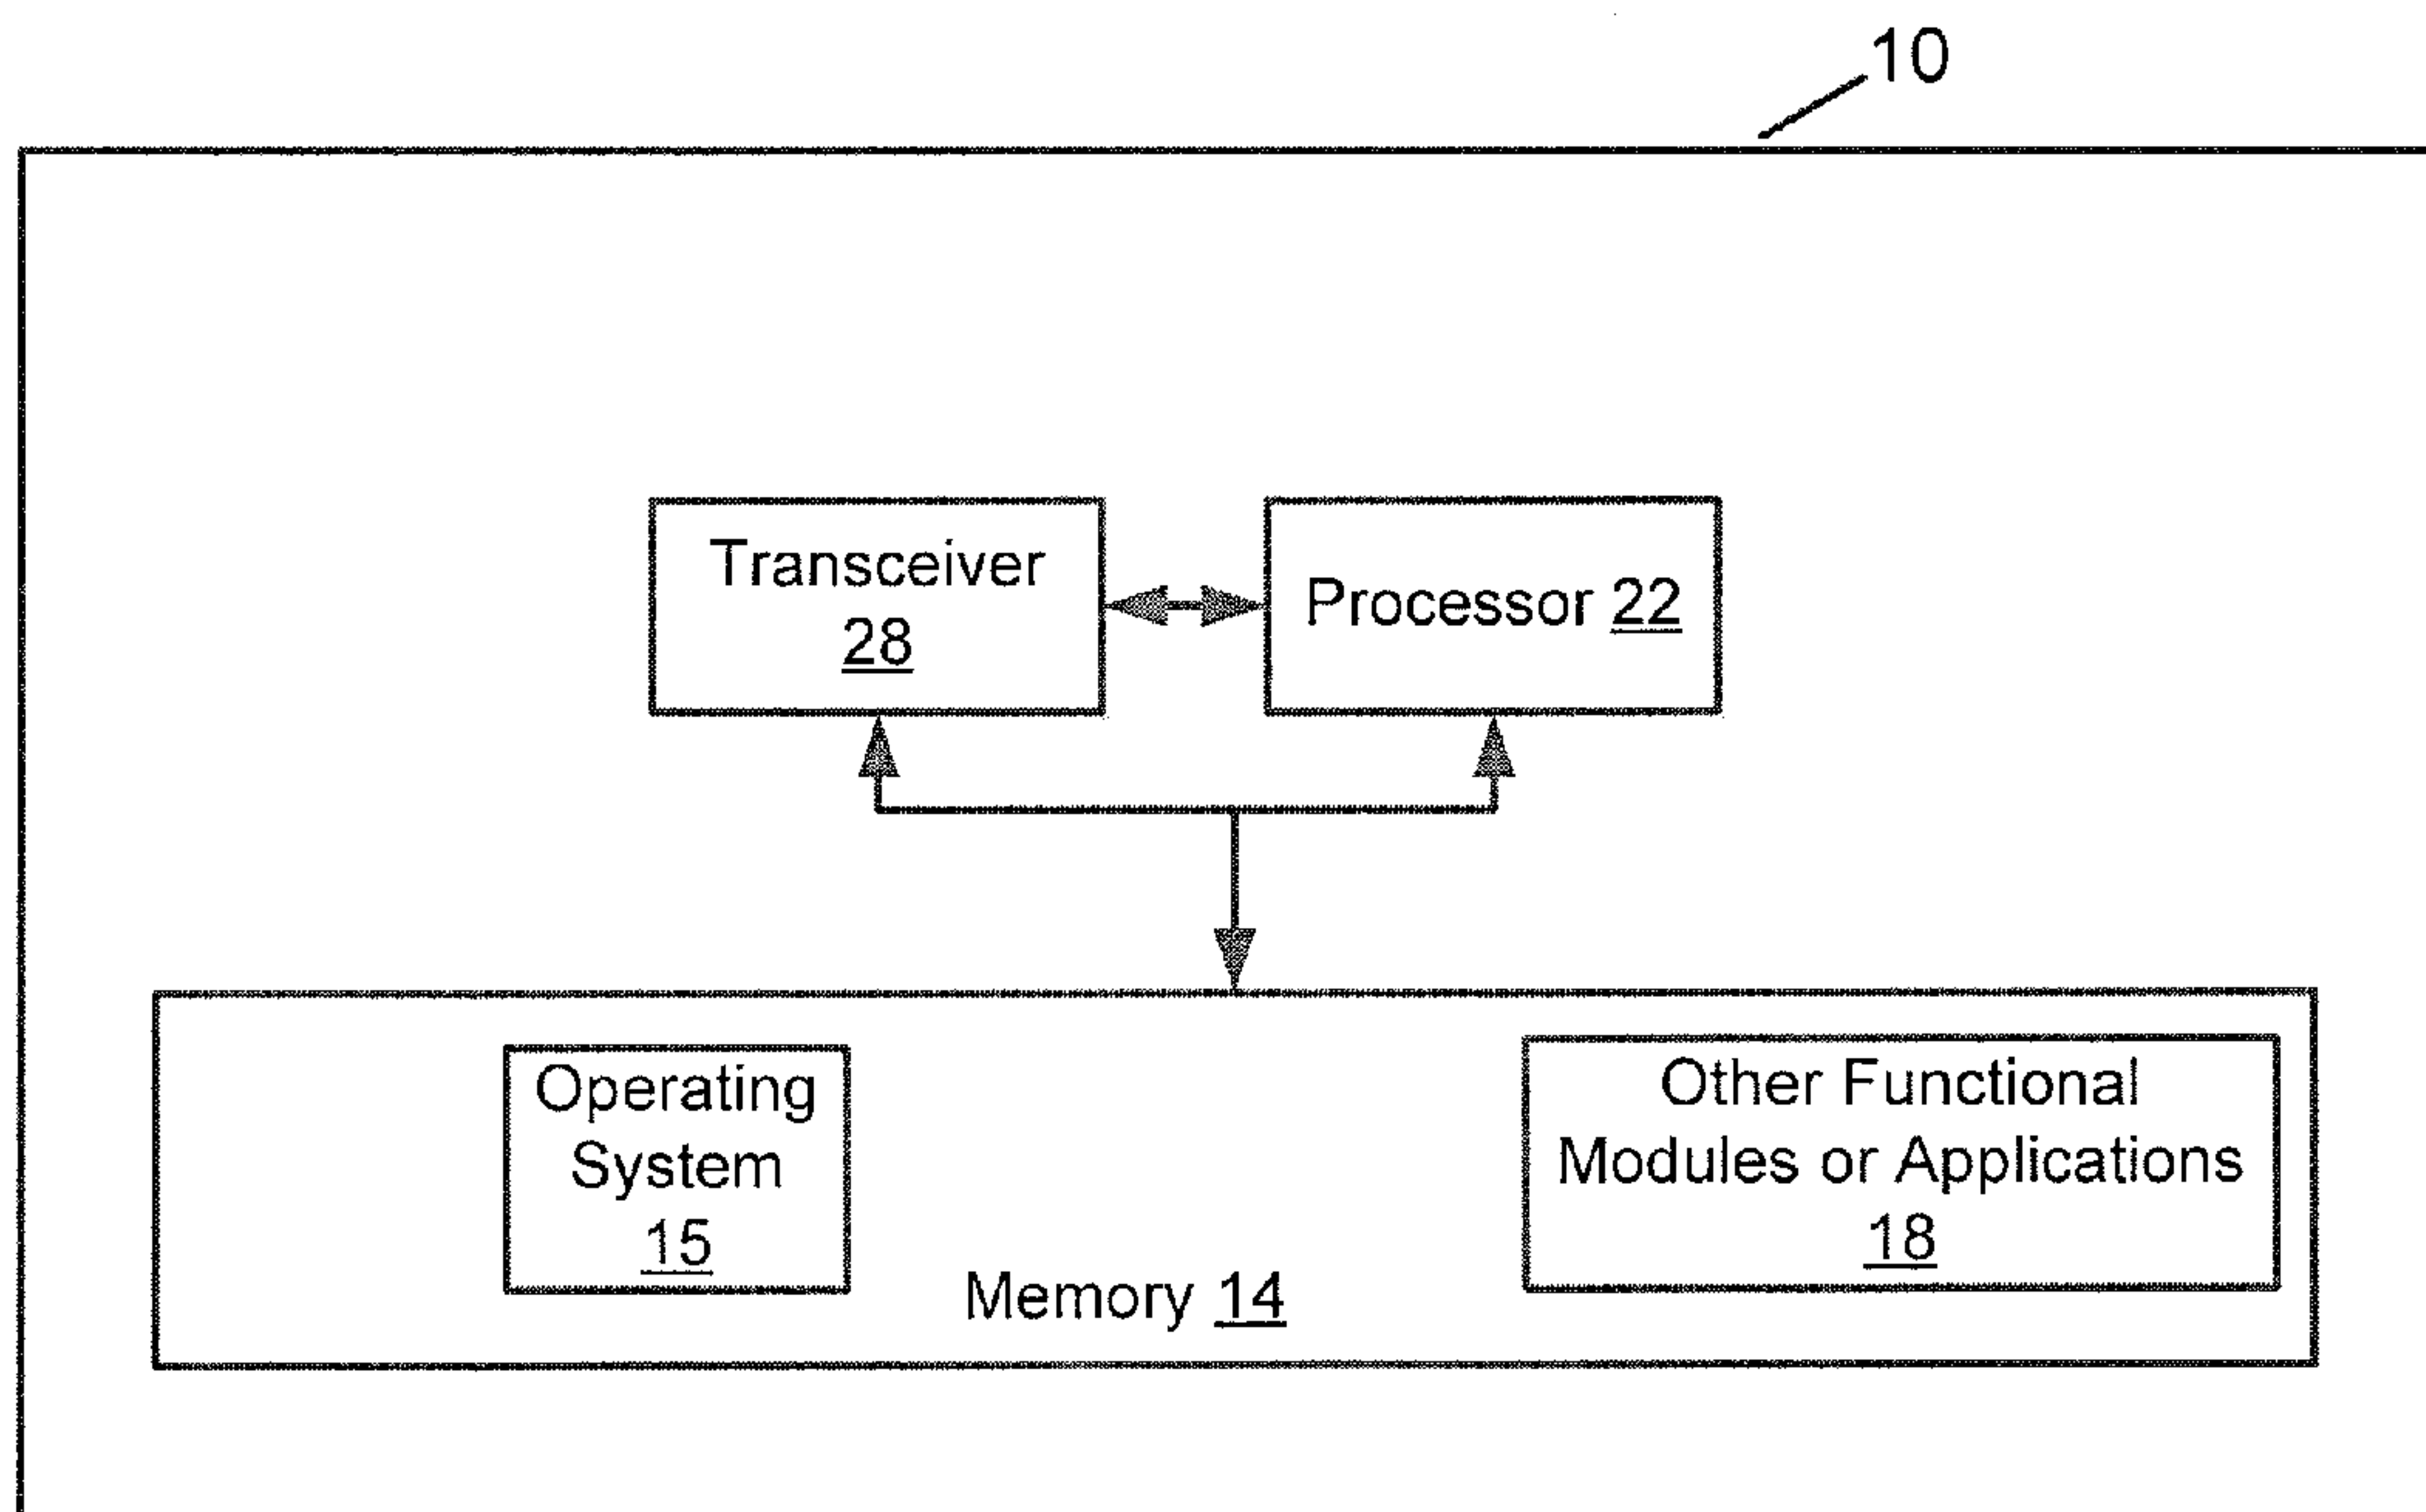 10
Transceiver
28
Processor 22
Operating
System
15
Other Functional
Modules or Applications
18
Memory 14